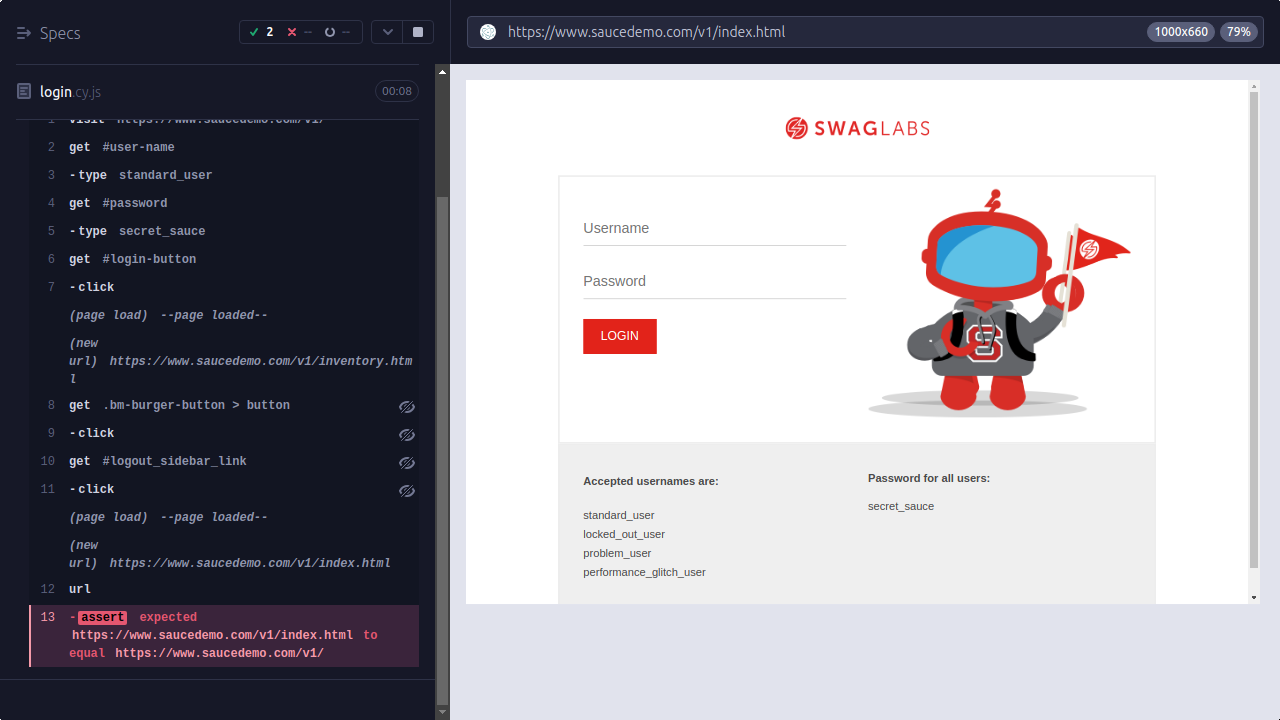 Specs
2
--
--
https://www.saucedemo.com/v1/index.html
1000x660
79%
login.cy.js
00:08
1 visit https://www.saucedemo.com/v1/
2 get #user-name
3 -type standard_user
4 get #password
5 -type secret_sauce
6 get #login-button
7 -click
(page load) --page loaded--
(new
url) https://www.saucedemo.com/v1/inventory.htm
l
8 get .bm-burger-button > button
9 -click
10 get #logout_sidebar_link
11 -click
(page load) --page loaded--
(new
url) https://www.saucedemo.com/v1/index.html
12 url
13 -assert expected
https://www.saucedemo.com/v1/index.html to
equal https://www.saucedemo.com/v1/
SWAGLABS
Username
Password
LOGIN
S
Accepted usernames are:
standard_user
locked_out_user
problem_user
performance_glitch_user
Password for all users:
secret_sauce